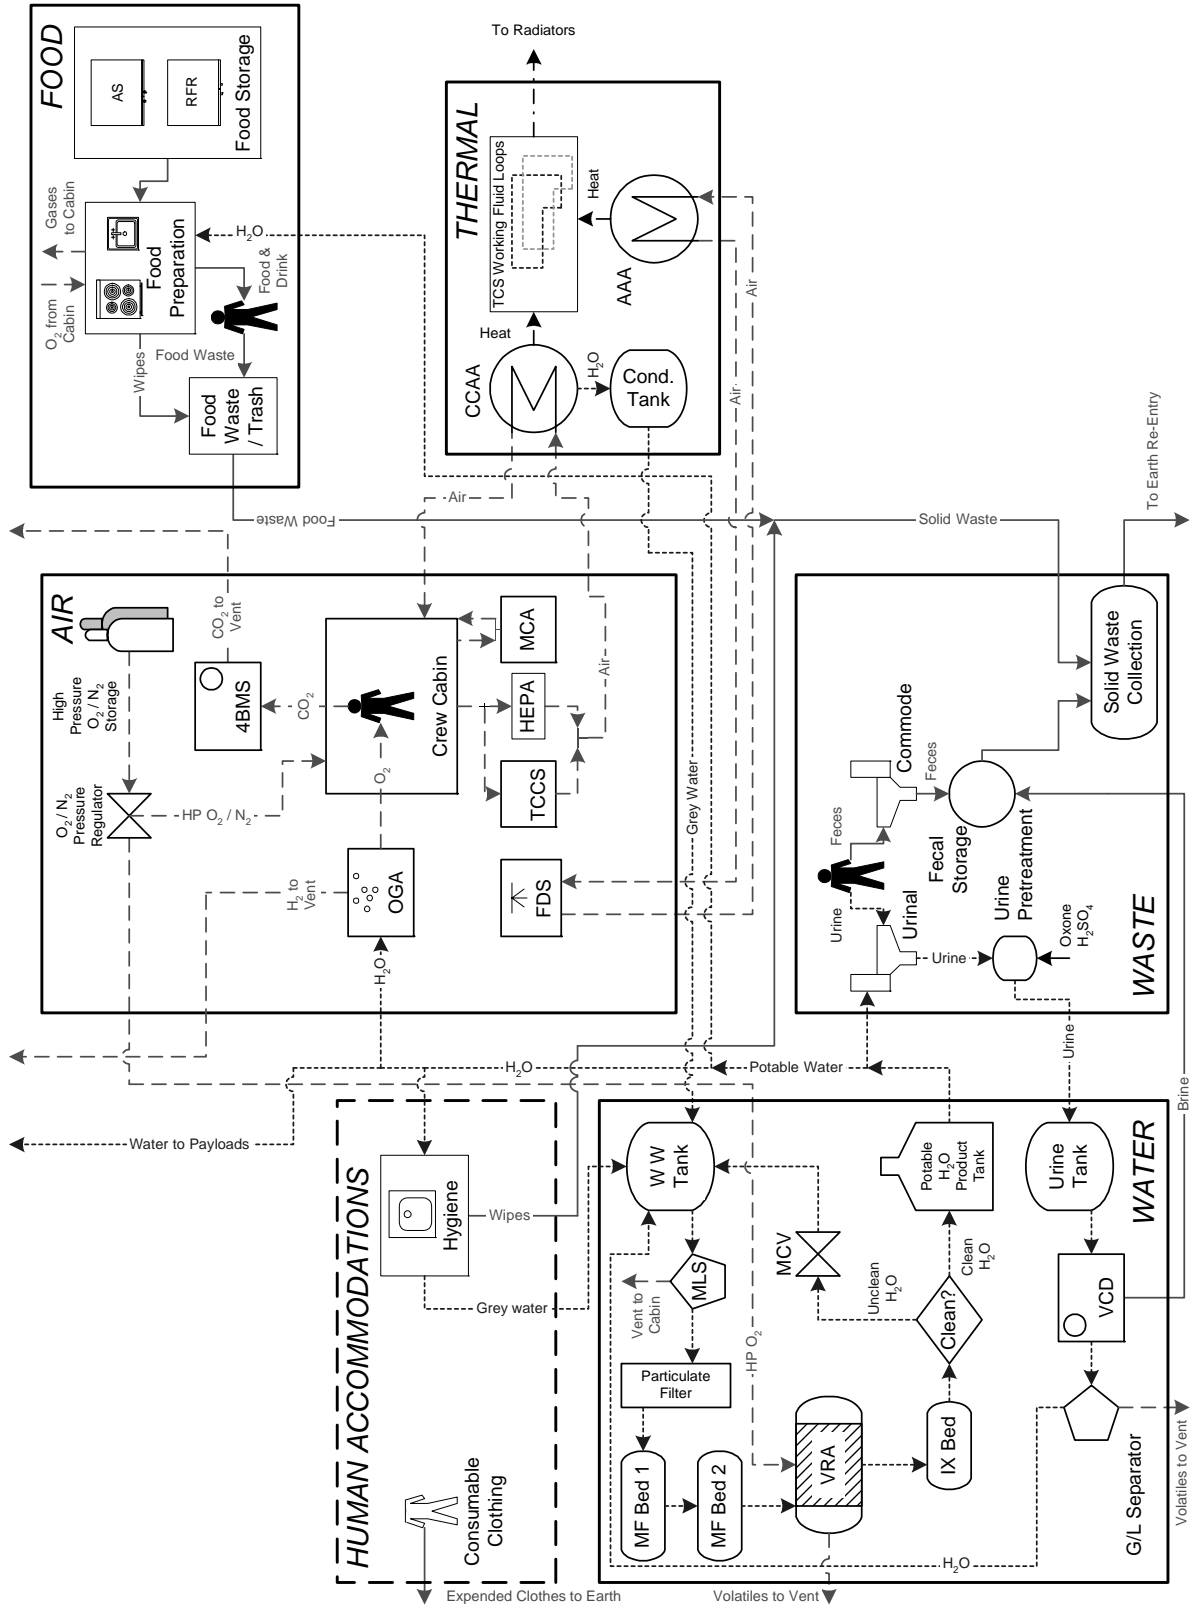 FOOD
AS
RFR
Food Storage
Gases
to Cabin
O2 from
Cabin
Food
Preparation
H2O
Food &
Drink
Wipes
Food Waste
Food
Waste
/ Trash
To Radiators
THERMAL
TCS Working Fluid Loops
Heat
Heat
AAA
CCAA
H2O
Cond.
Tank
Air
Air
Air
Food Waste
Solid Waste
To Earth Re-Entry
AIR
High
Pressure
O2 / N2
Storage
CO2 to
Vent
4BMS
CO2
Crew Cabin
MCA
HEPA
TCCS
Air
O2 / N2
Pressure
Regulator
HP O2 / N2
O2
H2 to
Vent
OGA
FDS
H2O
Grey Water
WASTE
Solid Waste
Collection
Commode
Feces
Feces
Fecal
Storage
Urine
Urinal
Urine
Urine
Pretreatment
Oxone
H2SO4
Urine
Brine
H2O
Potable Water
Water to Payloads
HUMAN ACCOMMODATIONS
Hygiene
Wipes
Grey water
Consumable
Clothing
Expended Clothes to Earth
WATER
WW
Tank
MLS
Vent to
Cabin
Particulate
Filter
MF Bed 1
MF Bed 2
HP O2
VRA
Volatiles to Vent
IX Bed
Clean?
Unclean
H2O
Clean
H2O
MCV
Potable
H2O
Product
Tank
Urine
Tank
VCD
G/L Separator
H2O
Volatiles to Vent